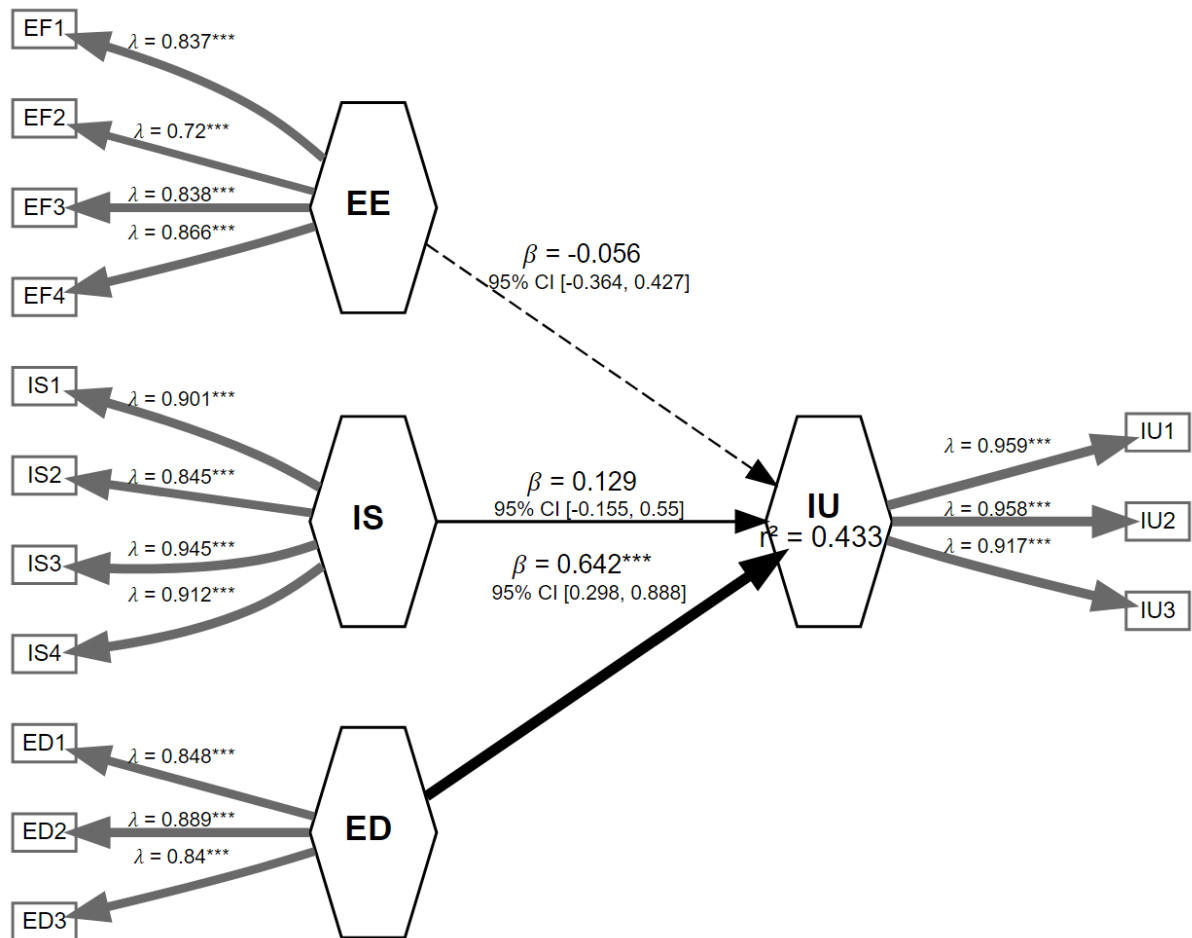 EF1
λ = 0.837***
EF2
λ = 0.72***
EF3
λ = 0.838***
EF4
λ = 0.866***
EE
β = -0.056
95% CI [-0.364, 0.427]
IS1
λ = 0.901***
IS2
λ = 0.845***
IS3
λ = 0.945***
IS4
λ = 0.912***
IS
β = 0.129
95% CI [-0.155, 0.55]
β = 0.642***
95% CI [0.298, 0.888]
IU
r² = 0.433
λ = 0.959***
IU1
λ = 0.958***
IU2
λ = 0.917***
IU3
ED1
λ = 0.848***
ED2
λ = 0.889***
ED3
λ = 0.84***
ED